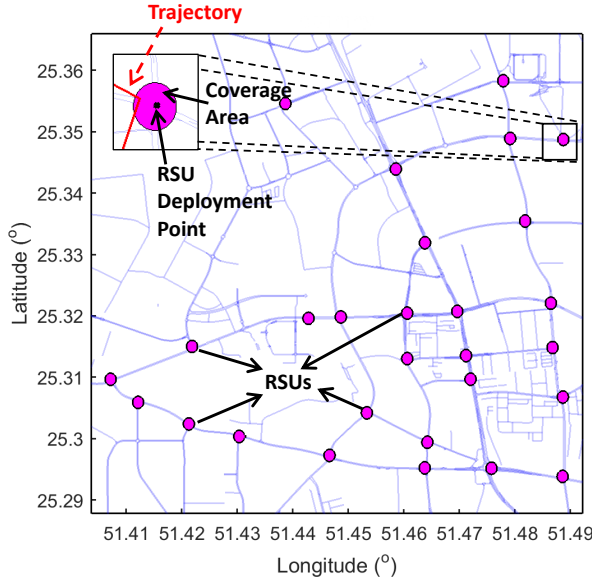 Trajectory
Coverage
Area
RSU
Deployment
Point
RSUs
25.36
25.35
25.34
25.33
25.32
25.31
25.3
25.29
Latitude (°)
51.41 51.42 51.43 51.44 51.45 51.46 51.47 51.48 51.49
Longitude (°)